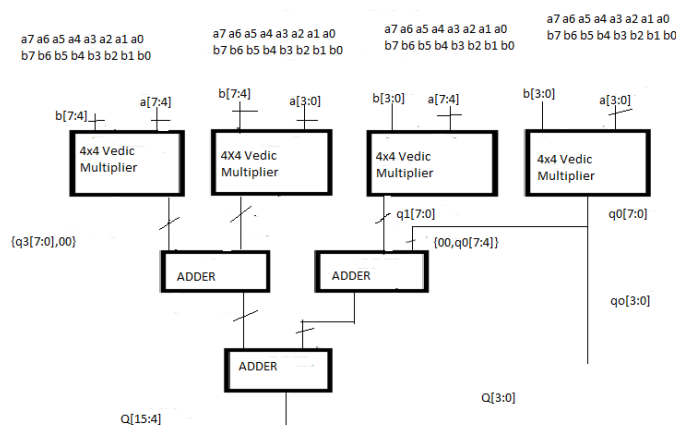 a7 a6 a5 a4 a3 a2 a1 a0
b7 b6 b5 b4 b3 b2 b1 b0
a7 a6 a5 a4 a3 a2 a1 a0
b7 b6 b5 b4 b3 b2 b1 b0
a7 a6 a5 a4 a3 a2 a1 a0
b7 b6 b5 b4 b3 b2 b1 b0
a7 a6 a5 a4 a3 a2 a1 a0
b7 b6 b5 b4 b3 b2 b1 b0
b[7:4]
a[7:4]
b[7:4]
a[3:0]
b[3:0]
a[7:4]
b[3:0]
a[3:0]
4x4 Vedic
Multiplier
4X4 Vedic
Multiplier
4x4 Vedic
Multiplier
4x4 Vedic
Multiplier
q1[7:0]
q0[7:0]
{q3[7:0],00}
{00,q0[7:4]}
ADDER
ADDER
qo[3:0]
ADDER
Q[3:0]
Q[15:4]